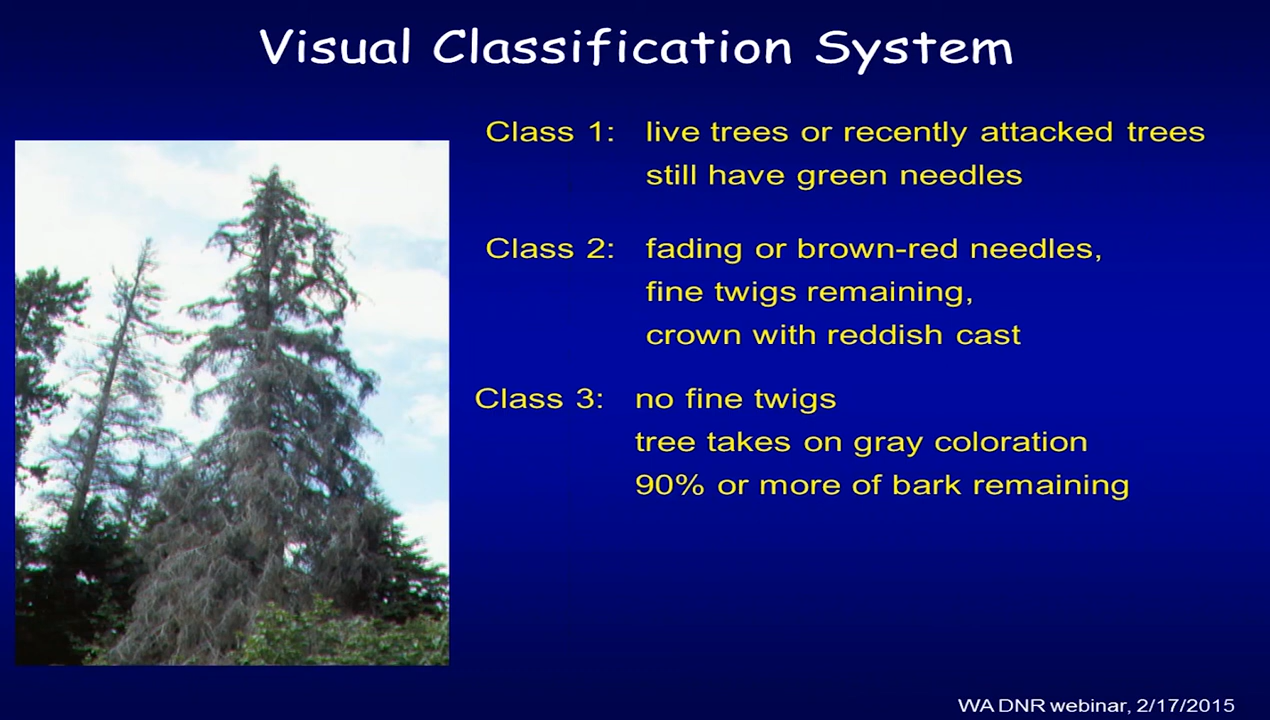 Visual Classification System
Class 1: live trees or recently attacked trees
still have green needles
Class 2: fading or brown-red needles,
fine twigs remaining,
crown with reddish cast
Class 3: no fine twigs
tree takes on gray coloration
90% or more of bark remaining
WA DNR webinar, 2/17/2015